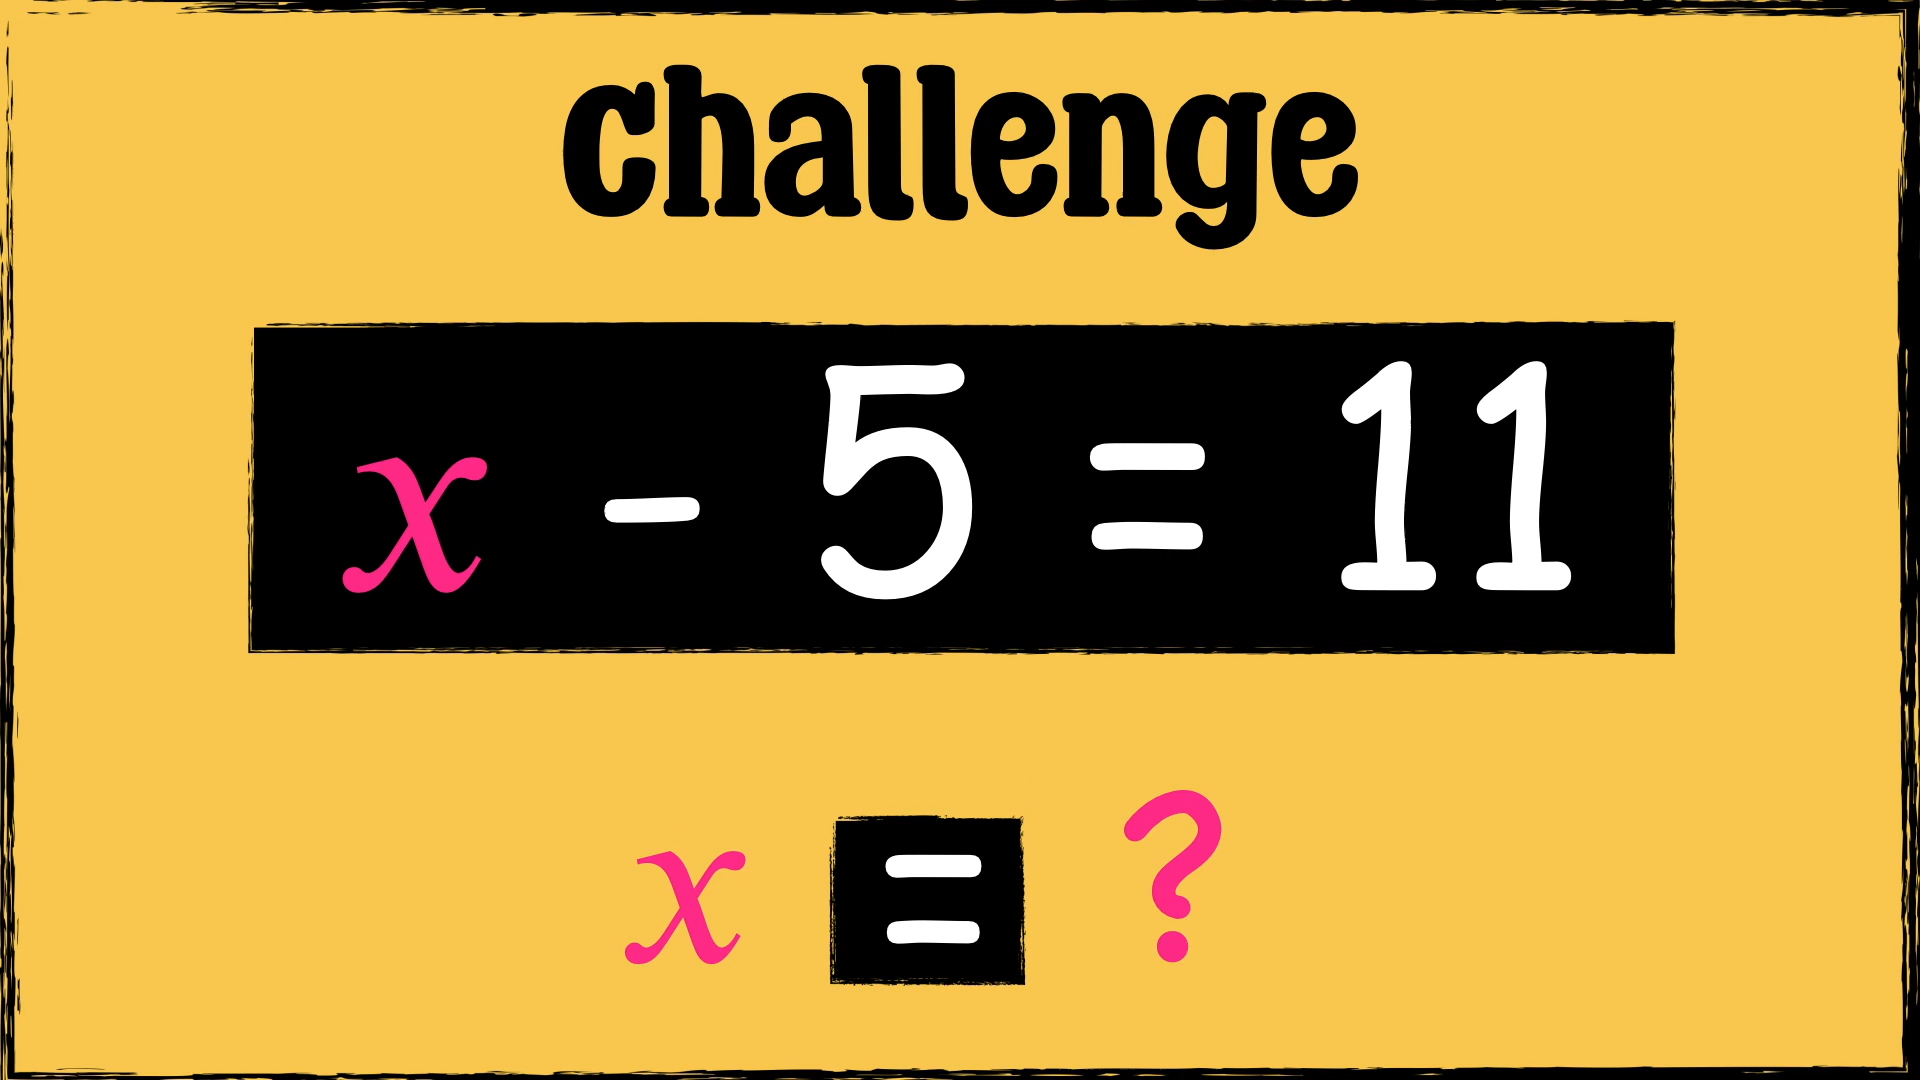 Challenge
x - 5 = 11
x = ?